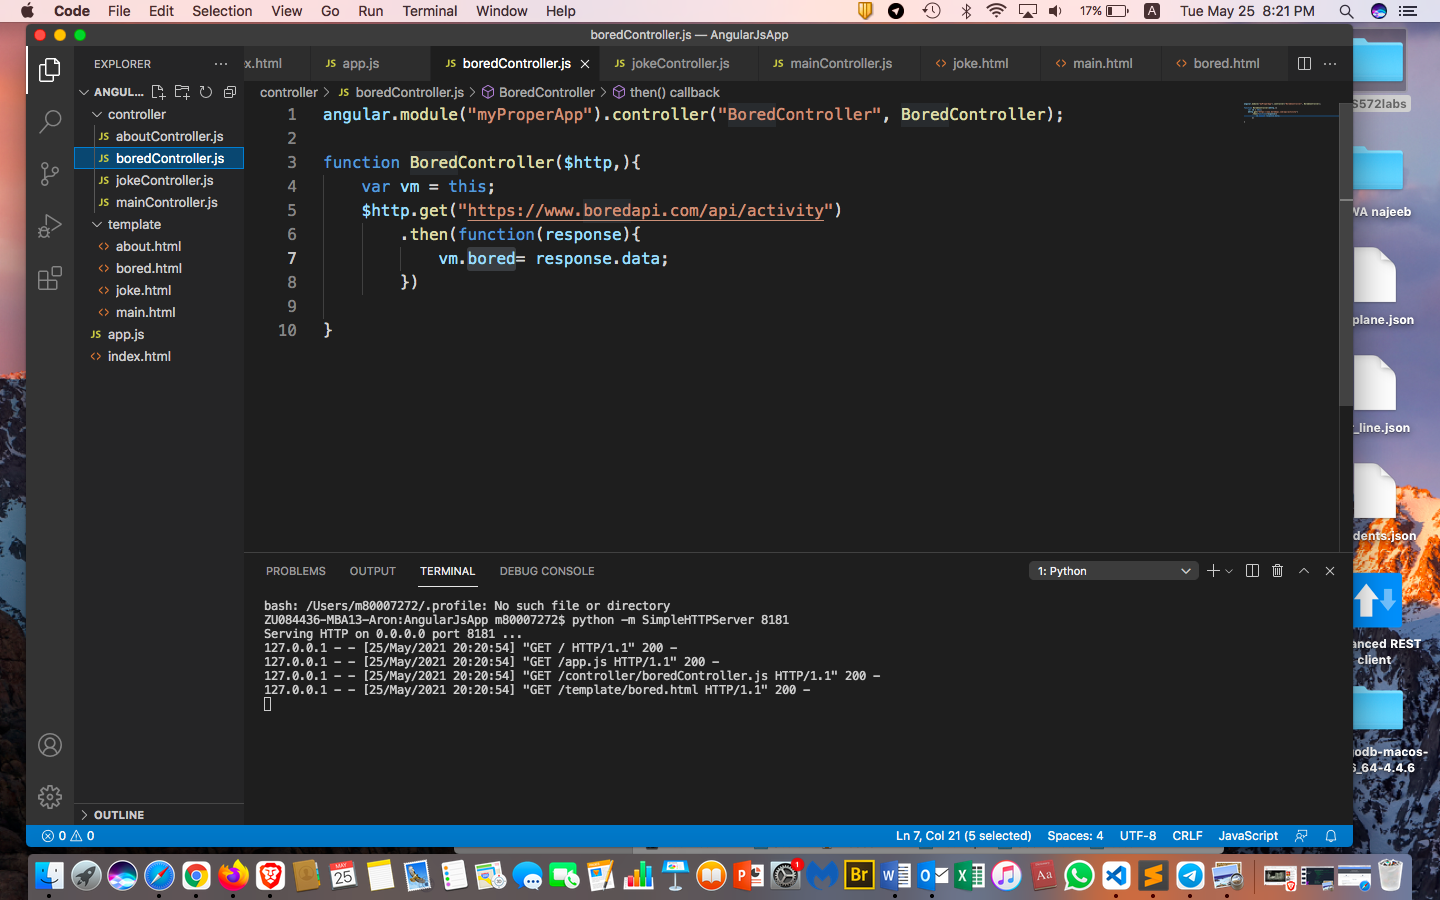 Code File Edit Selection View Go Run Terminal Window Help 17% A Tue May 25 8:21 PM
boredController.js — AngularJsApp
EXPLORER
x.html JS app.js JS boredController.js JS jokeController.js JS mainController.js <> joke.html <> main.html <> bored.html
ANGUL...
controller > JS boredController.js > BoredController > then() callback
controller
JS aboutController.js
JS boredController.js
JS jokeController.js
JS mainController.js
template
<> about.html
<> bored.html
<> joke.html
<> main.html
JS app.js
<> index.html
1 angular.module("myProperApp").controller("BoredController", BoredController);
2
3 function BoredController($http,){
4 var vm = this;
5 $http.get("https://www.boredapi.com/api/activity")
6 .then(function(response){
7 vm.bored= response.data;
8 })
9
10 }
PROBLEMS OUTPUT TERMINAL DEBUG CONSOLE 1: Python
bash: /Users/m80007272/.profile: No such file or directory
ZU084436-MBA13-Aron:AngularJsApp m80007272$ python -m SimpleHTTPServer 8181
Serving HTTP on 0.0.0.0 port 8181 ...
127.0.0.1 - - [25/May/2021 20:20:54] "GET / HTTP/1.1" 200 -
127.0.0.1 - - [25/May/2021 20:20:54] "GET /app.js HTTP/1.1" 200 -
127.0.0.1 - - [25/May/2021 20:20:54] "GET /controller/boredController.js HTTP/1.1" 200 -
127.0.0.1 - - [25/May/2021 20:20:54] "GET /template/bored.html HTTP/1.1" 200 -
OUTLINE
0 0 Ln 7, Col 21 (5 selected) Spaces: 4 UTF-8 CRLF JavaScript
S572labs
WA najeeb
plane.json
_line.json
dents.json
anced REST
client
odb-macos-
6_64-4.4.6
MAY
25
1
Br
W
O
X
Aa